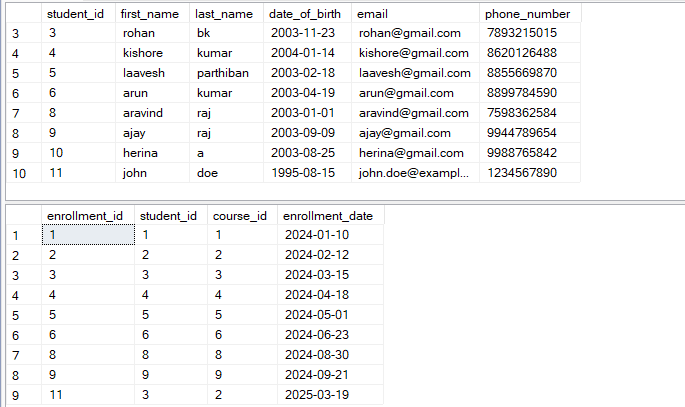 student_id first_name last_name date_of_birth email phone_number
3 3 rohan bk 2003-11-23 rohan@gmail.com 7893215015
4 4 kishore kumar 2004-01-14 kishore@gmail.com 8620126488
5 5 laavesh parthiban 2003-02-18 laavesh@gmail.com 8855669870
6 6 arun kumar 2003-04-19 arun@gmail.com 8899784590
7 8 aravind raj 2003-01-01 aravind@gmail.com 7598362584
8 9 ajay raj 2003-09-09 ajay@gmail.com 9944789654
9 10 herina a 2003-08-25 herina@gmail.com 9988765842
10 11 john doe 1995-08-15 john.doe@exampl... 1234567890
enrollment_id student_id course_id enrollment_date
1 1 1 1 2024-01-10
2 2 2 2 2024-02-12
3 3 3 3 2024-03-15
4 4 4 4 2024-04-18
5 5 5 5 2024-05-01
6 6 6 6 2024-06-23
7 8 8 8 2024-08-30
8 9 9 9 2024-09-21
9 11 3 2 2025-03-19